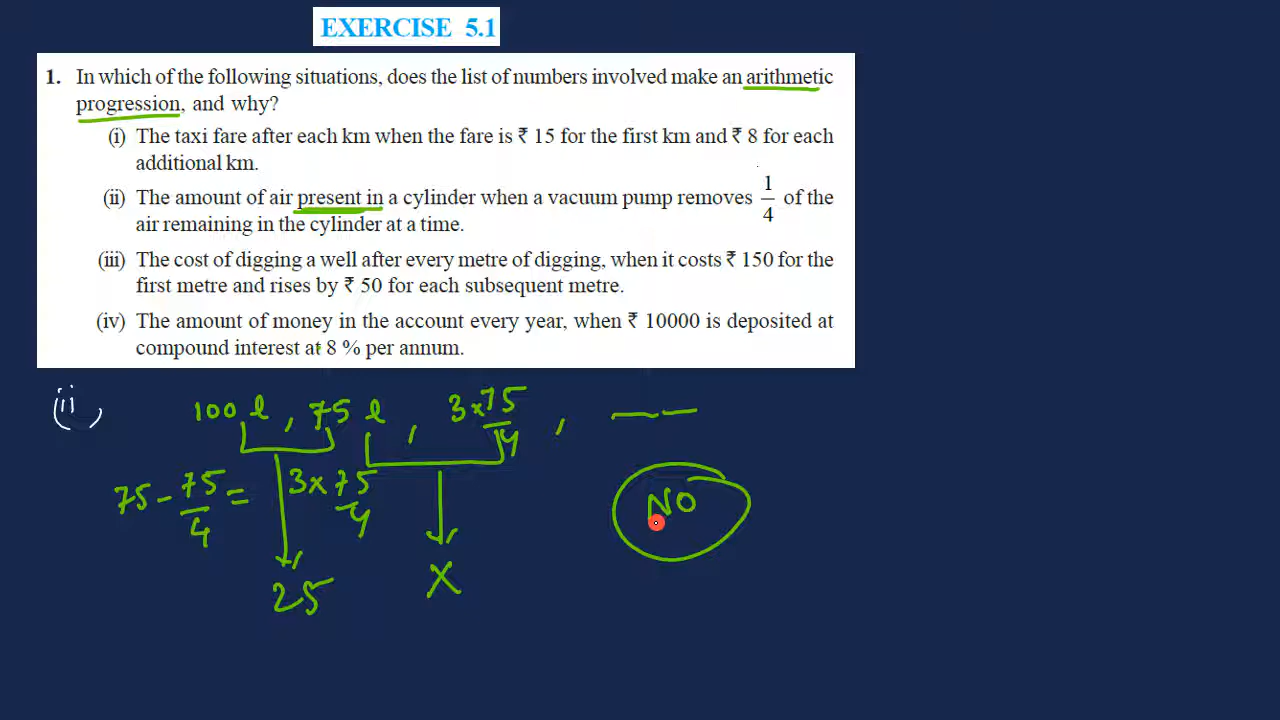 EXERCISE 5.1
1. In which of the following situations, does the list of numbers involved make an arithmetic
progression, and why?
(i) The taxi fare after each km when the fare is ₹ 15 for the first km and ₹ 8 for each
additional km.
(ii) The amount of air present in a cylinder when a vacuum pump removes 1/4 of the
air remaining in the cylinder at a time.
(iii) The cost of digging a well after every metre of digging, when it costs ₹ 150 for the
first metre and rises by ₹ 50 for each subsequent metre.
(iv) The amount of money in the account every year, when ₹ 10000 is deposited at
compound interest at 8 % per annum.
(ii) 100 l , 75 l , 3 × 75/4 , — —
75 - 75/4 = 3 × 75/4
NO
25 X